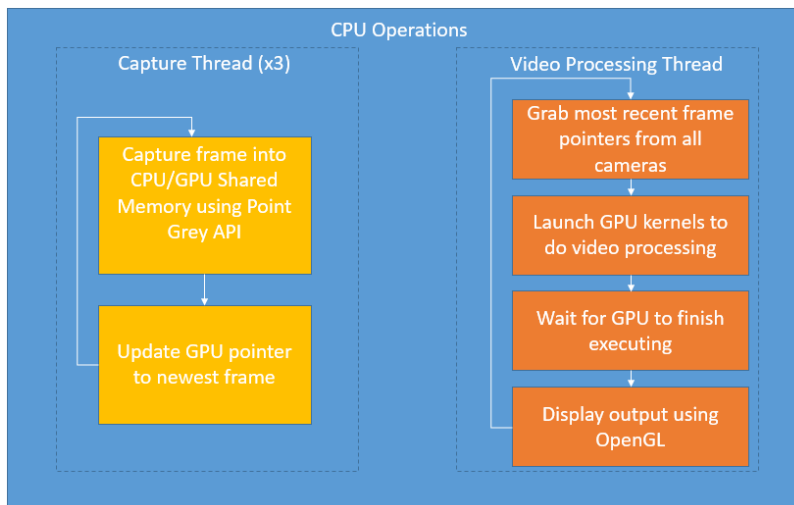 CPU Operations
Capture Thread (x3)
Capture frame into
CPU/GPU Shared
Memory using Point
Grey API
Update GPU pointer
to newest frame
Video Processing Thread
Grab most recent frame
pointers from all
cameras
Launch GPU kernels to
do video processing
Wait for GPU to finish
executing
Display output using
OpenGL